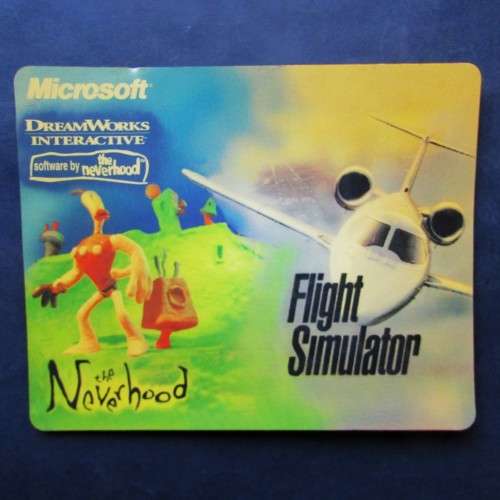 Microsoft
DREAMWORKS
INTERACTIVE
software by the neverhood
Flight
Simulator
the
Neverhood